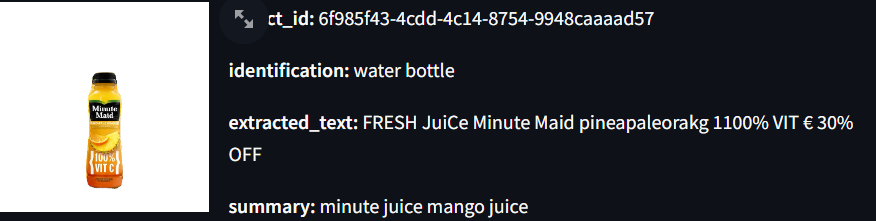 ct_id: 6f985f43-4cdd-4c14-8754-9948caaaad57
identification: water bottle
extracted_text: FRESH JuiCe Minute Maid pineapaleorakg 1100% VIT € 30%
OFF
summary: minute juice mango juice
Minute
Maid
100%
VIT C